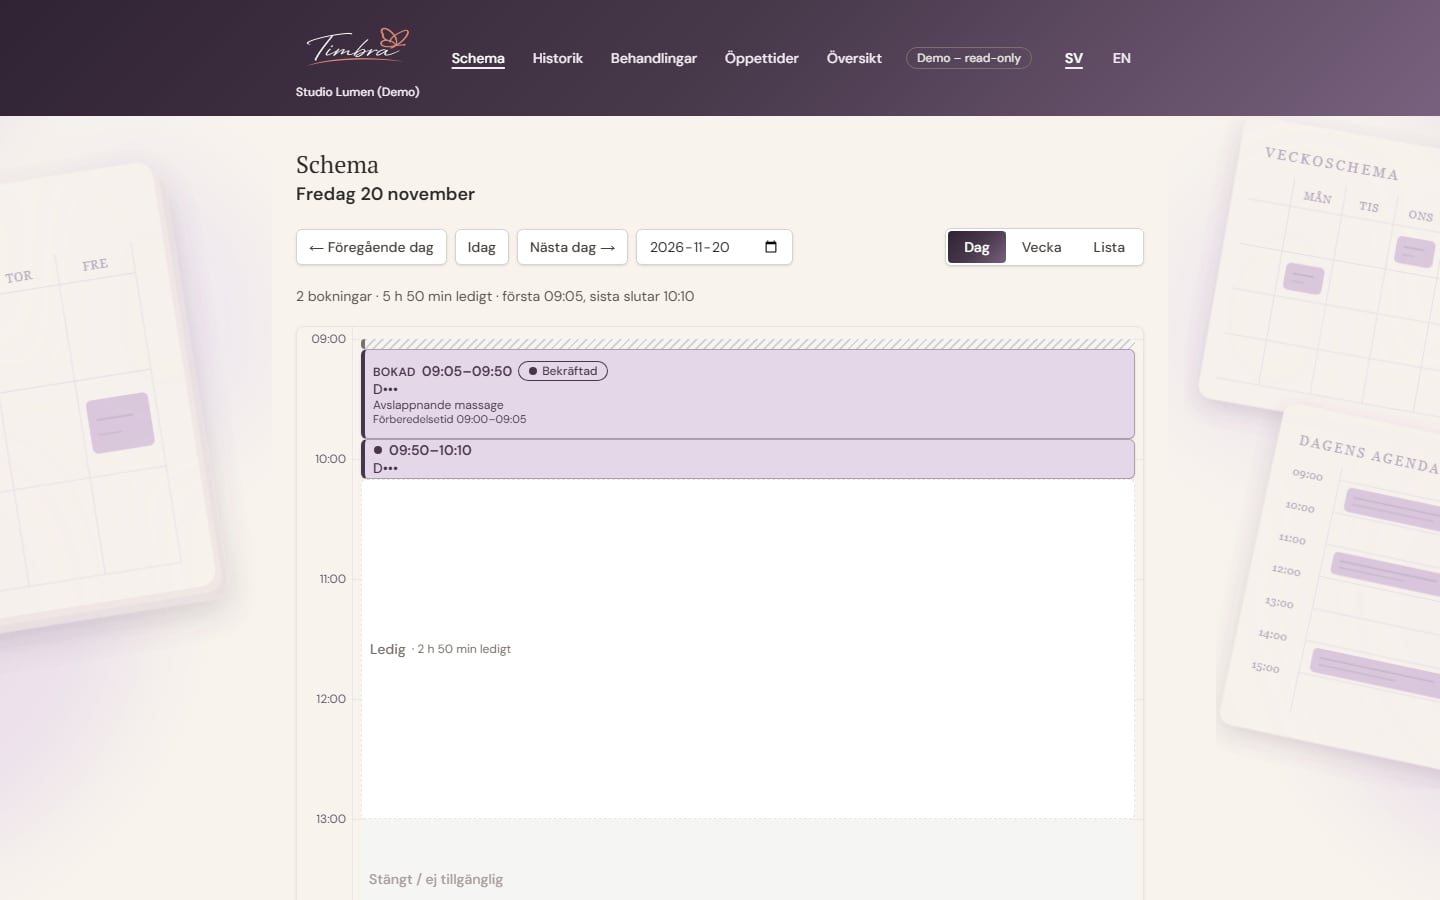 Timbra
Schema
Historik
Behandlingar
Öppettider
Översikt
Demo – read-only
SV
EN
Studio Lumen (Demo)
Schema
Fredag 20 november
← Föregående dag
Idag
Nästa dag →
2026-11-20
Dag
Vecka
Lista
2 bokningar · 5 h 50 min ledigt · första 09:05, sista slutar 10:10
09:00
BOKAD 09:05–09:50 Bekräftad
D•••
Avslappnande massage
Förberedelsetid 09:00–09:05
09:50–10:10
10:00
D•••
11:00
Ledig · 2 h 50 min ledigt
12:00
13:00
Stängt / ej tillgänglig
TOR
FRE
VECKOSCHEMA
MÅN
TIS
ONS
DAGENS AGENDA
09:00
10:00
11:00
12:00
13:00
14:00
15:00